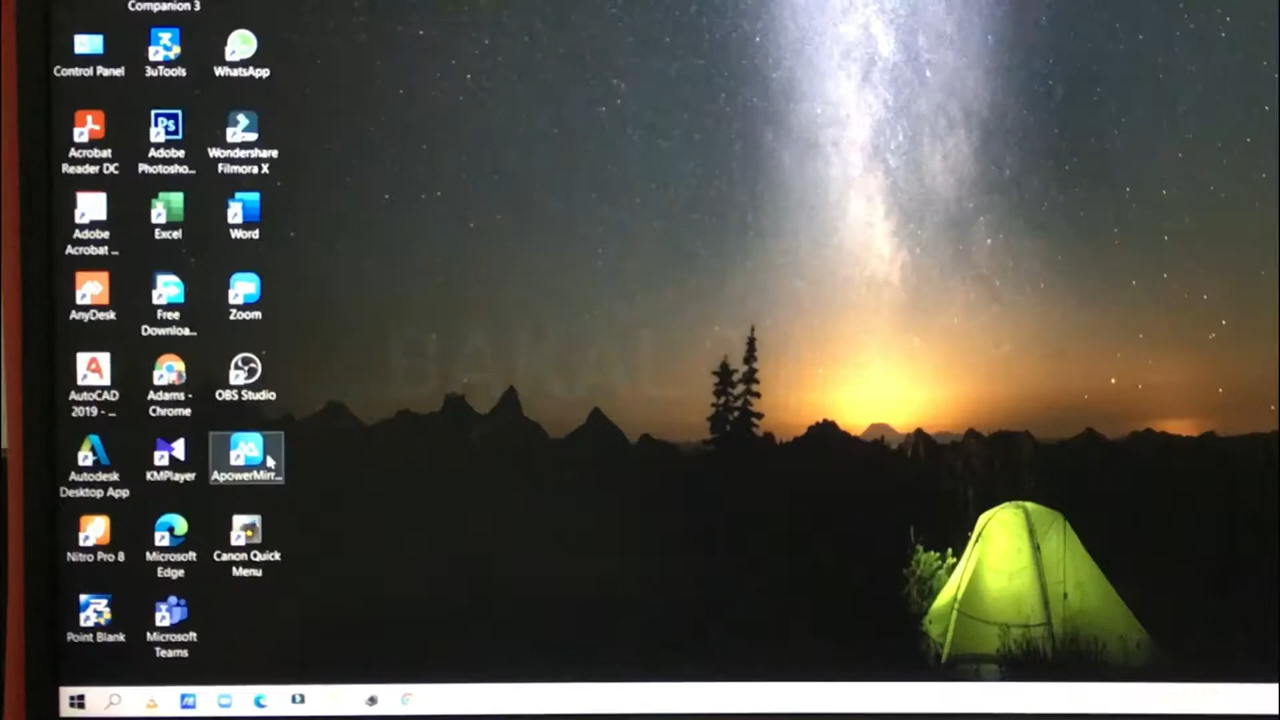 Companion 3
Control Panel
3uTools
WhatsApp
Acrobat
Reader DC
Adobe
Photosho...
Wondershare
Filmora X
Adobe
Acrobat ...
Excel
Word
AnyDesk
Free
Downloa...
Zoom
AutoCAD
2019 - ...
Adams -
Chrome
OBS Studio
Autodesk
Desktop App
KMPlayer
ApowerMirr...
Nitro Pro 8
Microsoft
Edge
Canon Quick
Menu
Point Blank
Microsoft
Teams
Ps
BAKAL